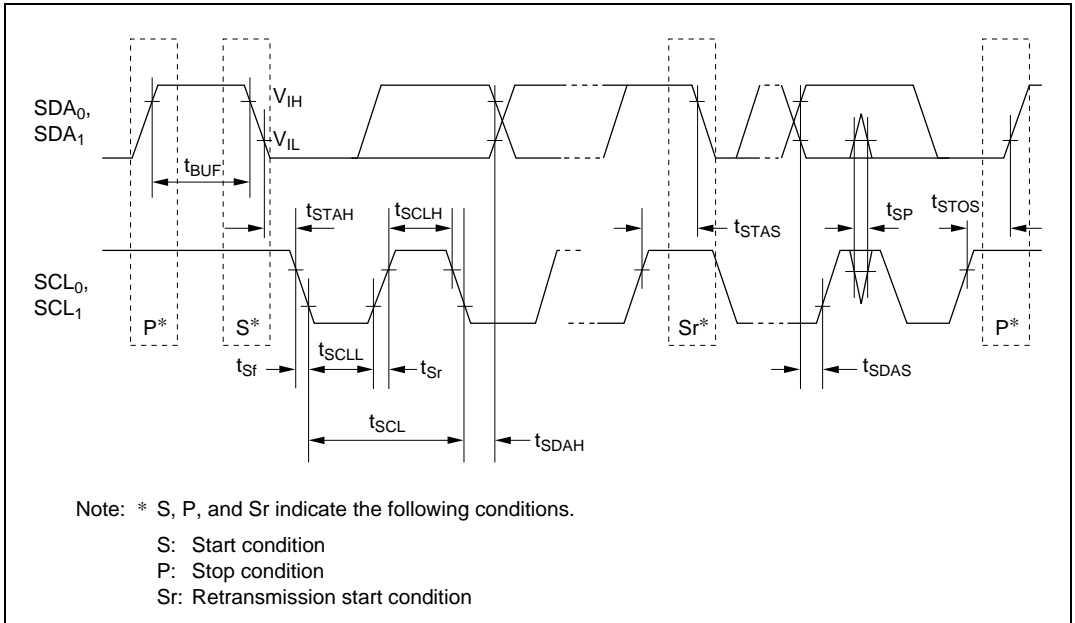 SDA0,
SDA1
VIH
VIL
tBUF
tSTAH
tSCLH
tSTAS
tSP
tSTOS
SCL0,
SCL1
P*
S*
Sr*
P*
tSf
tSCLL
tSr
tSDAS
tSCL
tSDAH
Note: * S, P, and Sr indicate the following conditions.
S: Start condition
P: Stop condition
Sr: Retransmission start condition